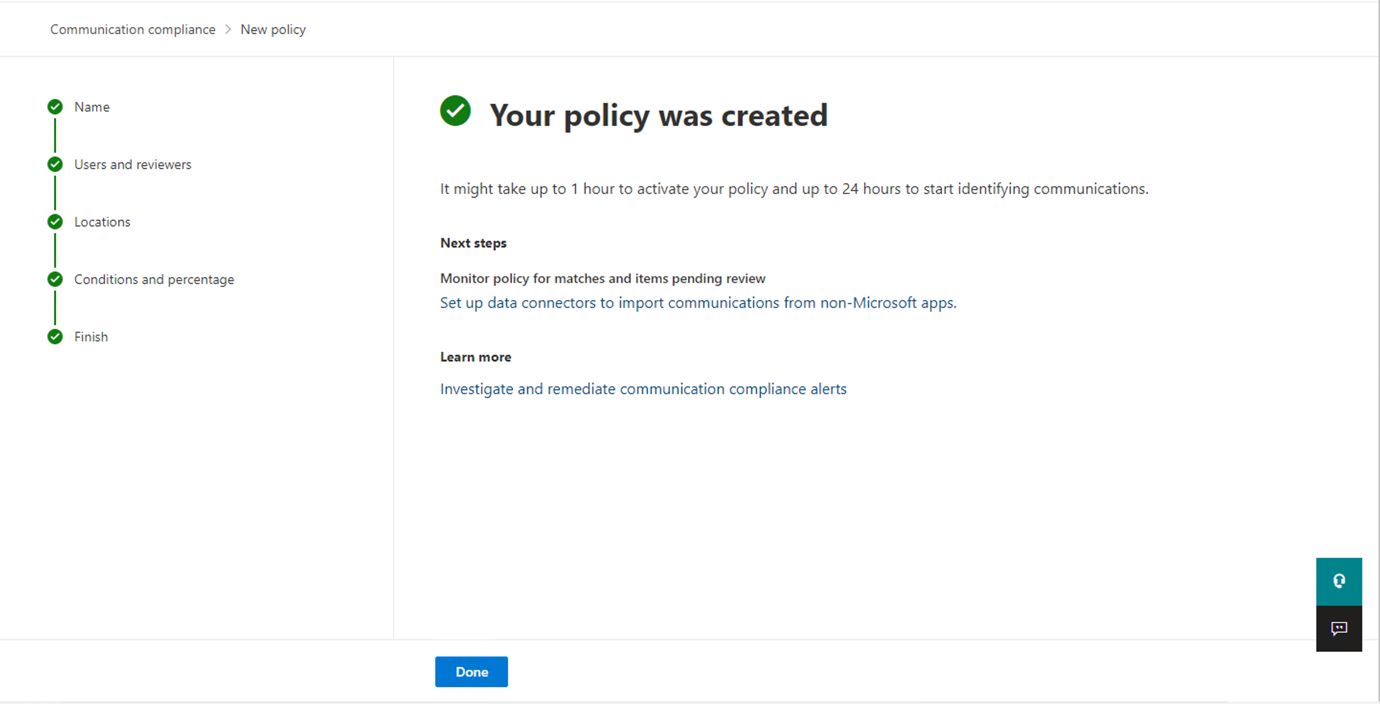 Communication compliance > New policy
Name
Users and reviewers
Locations
Conditions and percentage
Finish
Your policy was created
It might take up to 1 hour to activate your policy and up to 24 hours to start identifying communications.
Next steps
Monitor policy for matches and items pending review
Set up data connectors to import communications from non-Microsoft apps.
Learn more
Investigate and remediate communication compliance alerts
Done